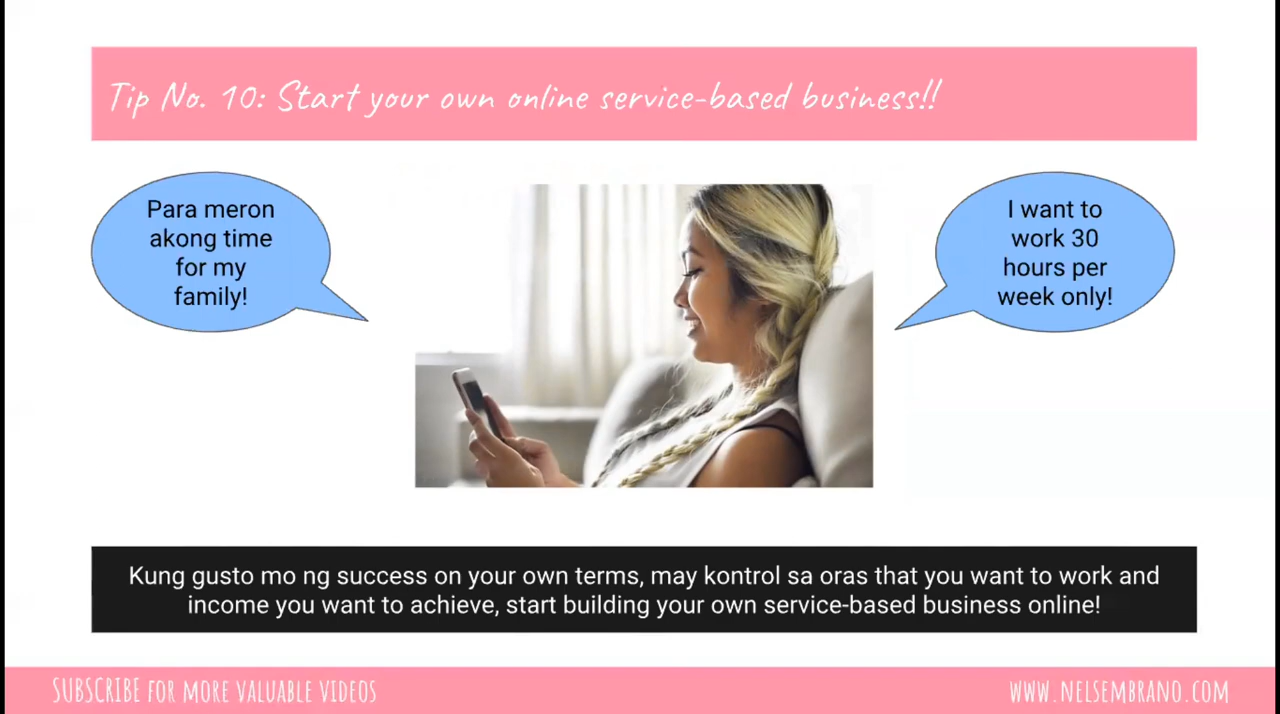 Tip No. 10: Start your own online service-based business!!
Para meron
akong time
for my
family!
I want to
work 30
hours per
week only!
Kung gusto mo ng success on your own terms, may kontrol sa oras that you want to work and
income you want to achieve, start building your own service-based business online!
SUBSCRIBE FOR MORE VALUABLE VIDEOS
WWW.NELSEMBRANO.COM